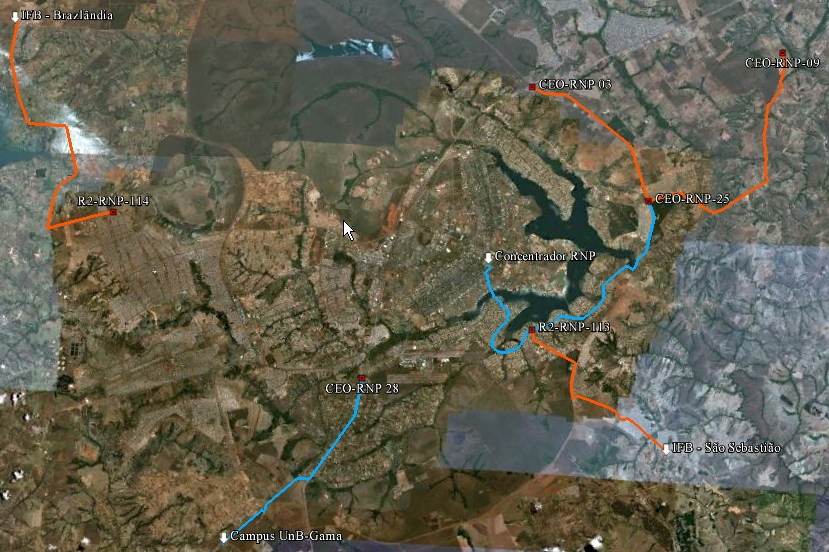 IFB - Brazlândia
CEO-RNP-09
CEO-RNP 03
R2-RNP-114
CEO-RNP-25
Concentrador RNP
R2-RNP-113
CEO-RNP 28
IFB - São Sebastião
Campus UnB-Gama